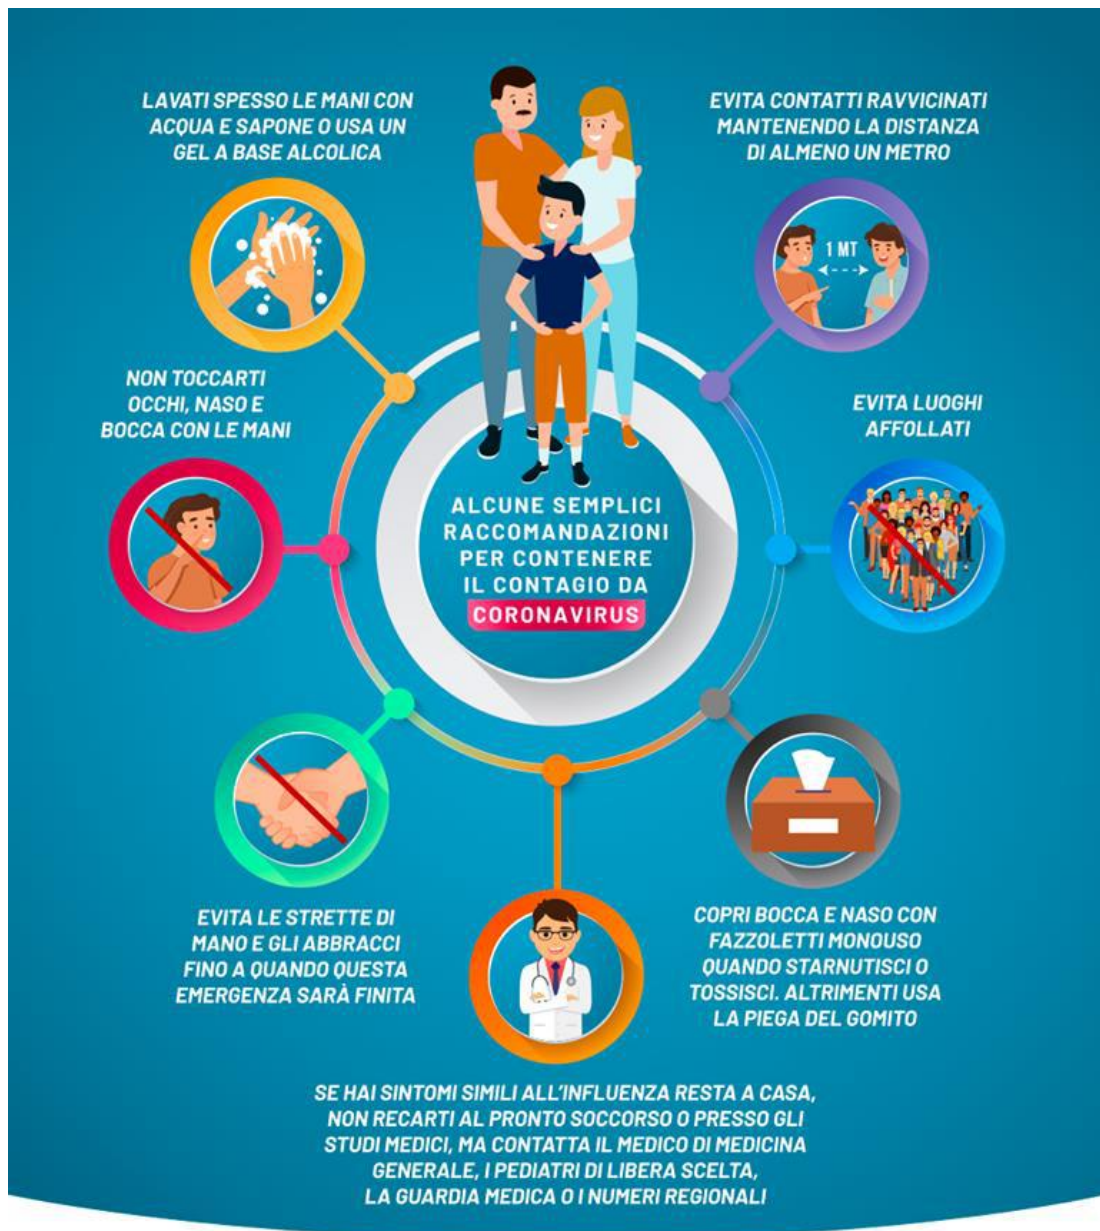 LAVATI SPESSO LE MANI CON
ACQUA E SAPONE O USA UN
GEL A BASE ALCOLICA
EVITA CONTATTI RAVVICINATI
MANTENENDO LA DISTANZA
DI ALMENO UN METRO
1 MT
NON TOCCARTI
OCCHI, NASO E
BOCCA CON LE MANI
EVITA LUOGHI
AFFOLLATI
ALCUNE SEMPLICI
RACCOMANDAZIONI
PER CONTENERE
IL CONTAGIO DA
CORONAVIRUS
EVITA LE STRETTE DI
MANO E GLI ABBRACCI
FINO A QUANDO QUESTA
EMERGENZA SARÀ FINITA
COPRI BOCCA E NASO CON
FAZZOLETTI MONOUSO
QUANDO STARNUTISCI O
TOSSISCI. ALTRIMENTI USA
LA PIEGA DEL GOMITO
SE HAI SINTOMI SIMILI ALL'INFLUENZA RESTA A CASA,
NON RECARTI AL PRONTO SOCCORSO O PRESSO GLI
STUDI MEDICI, MA CONTATTA IL MEDICO DI MEDICINA
GENERALE, I PEDIATRI DI LIBERA SCELTA,
LA GUARDIA MEDICA O I NUMERI REGIONALI